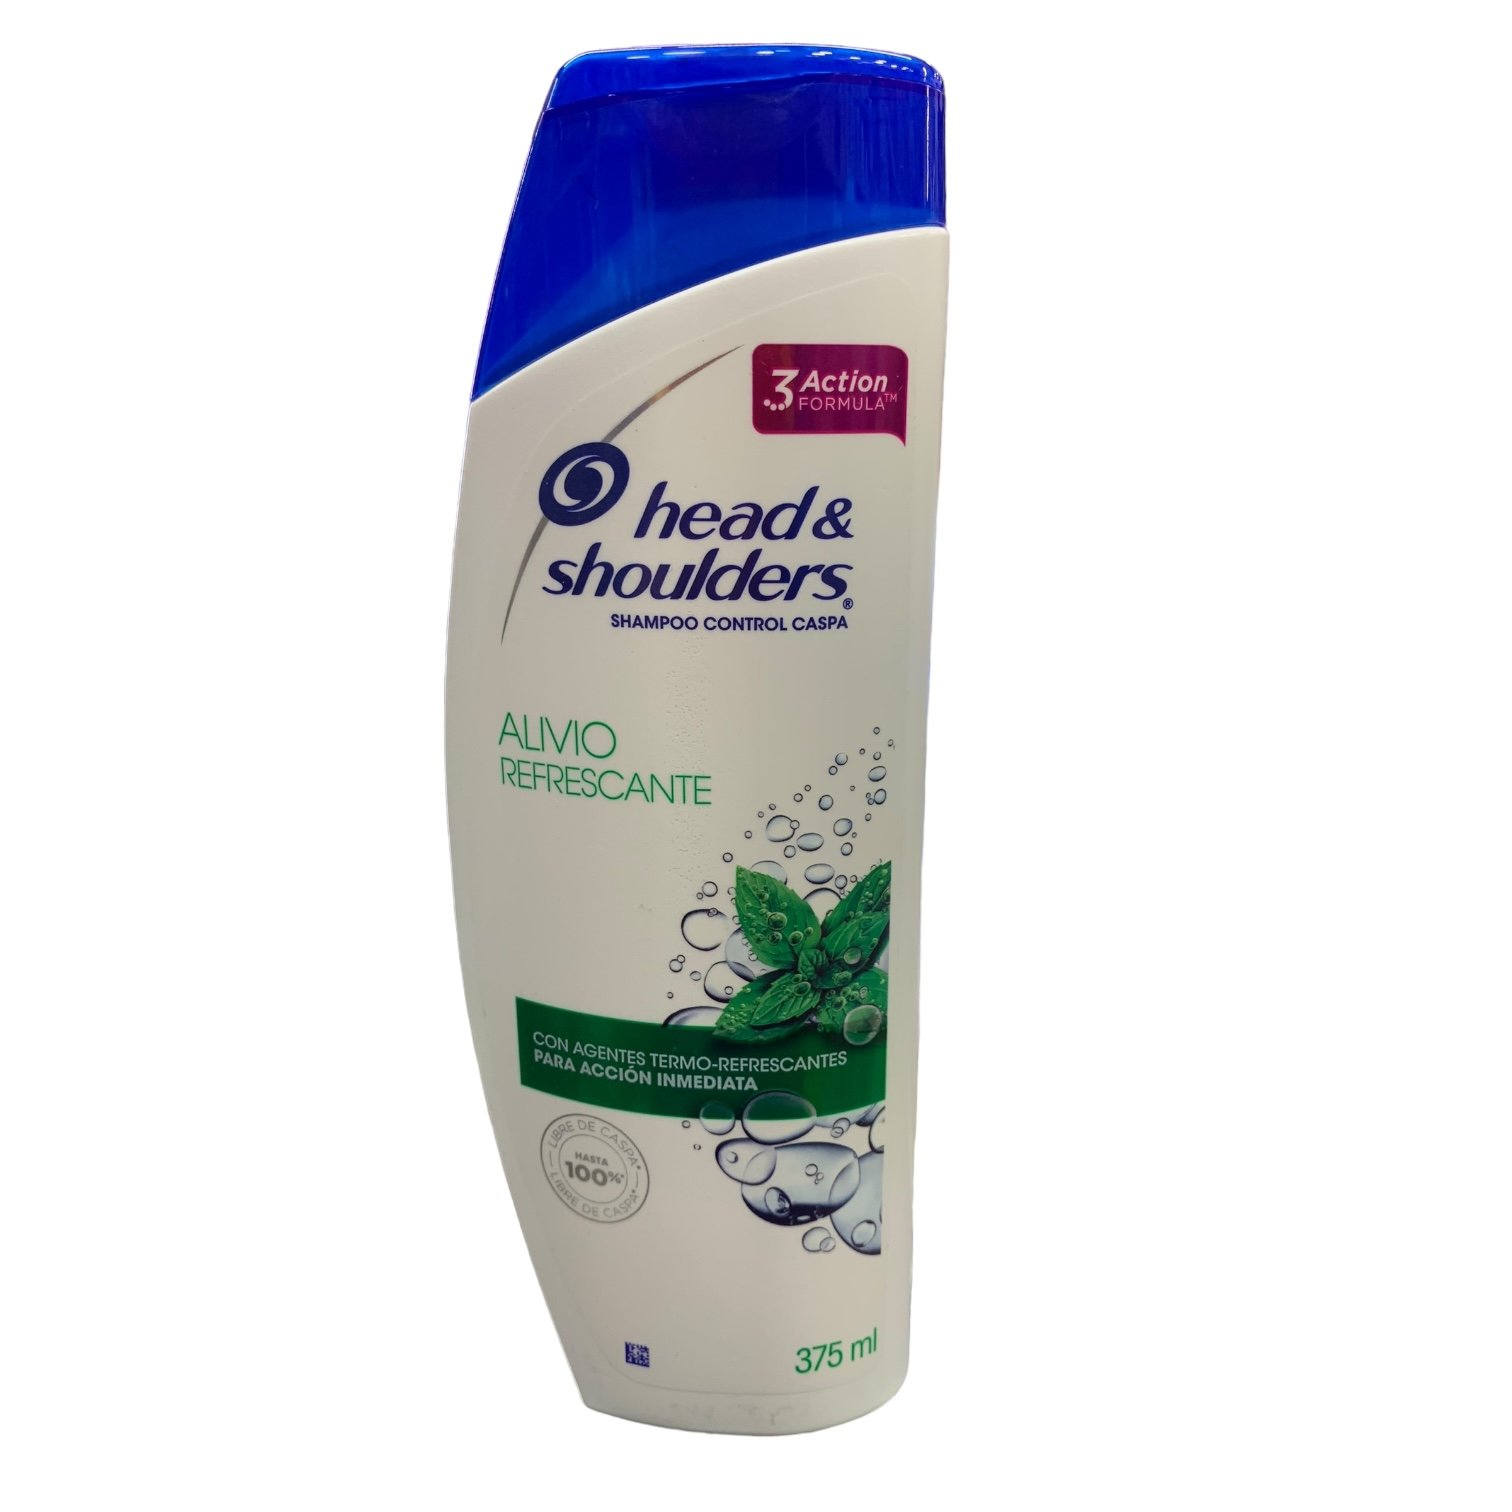 3 Action
FORMULA™
head &
shoulders®
SHAMPOO CONTROL CASPA
ALIVIO
REFRESCANTE
CON AGENTES TERMO-REFRESCANTES
PARA ACCIÓN INMEDIATA
LIBRE DE CASPA*
HASTA
100%*
LIBRE DE CASPA*
375 ml